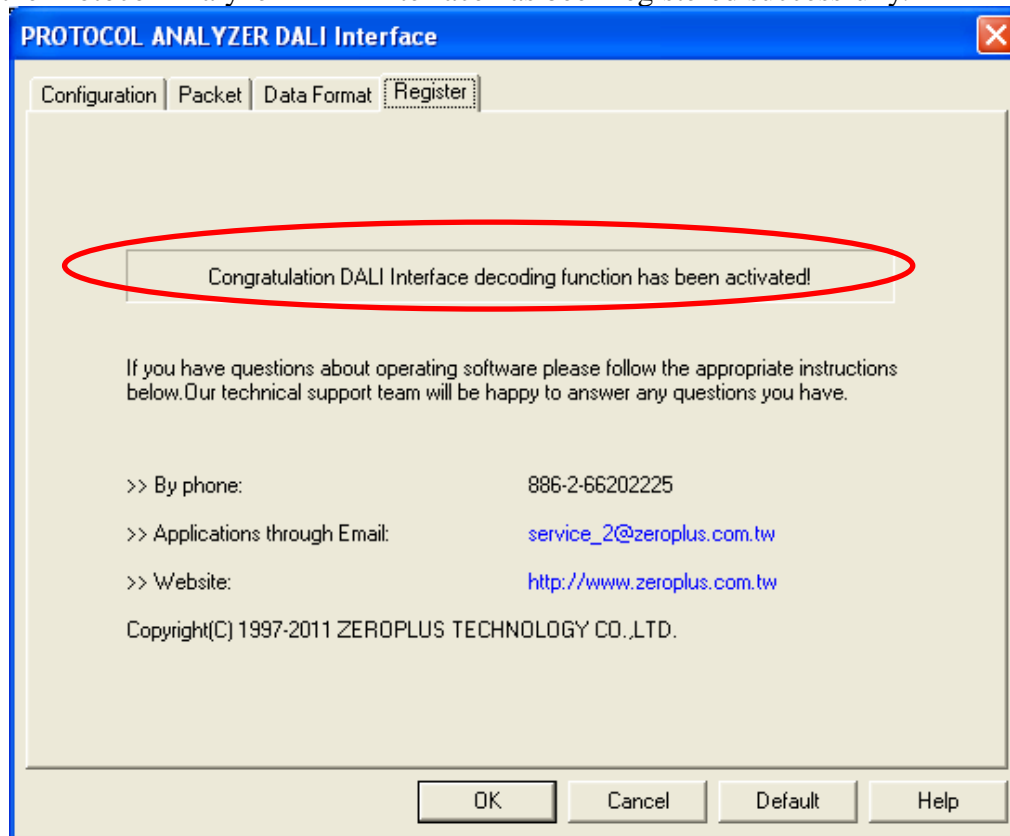 PROTOCOL ANALYZER DALI Interface
Configuration Packet Data Format Register
Congratulation DALI Interface decoding function has been activated!
If you have questions about operating software please follow the appropriate instructions
below.Our technical support team will be happy to answer any questions you have.
>> By phone: 886-2-66202225
>> Applications through Email: service_2@zeroplus.com.tw
>> Website: http://www.zeroplus.com.tw
Copyright(C) 1997-2011 ZEROPLUS TECHNOLOGY CO.,LTD.
OK Cancel Default Help